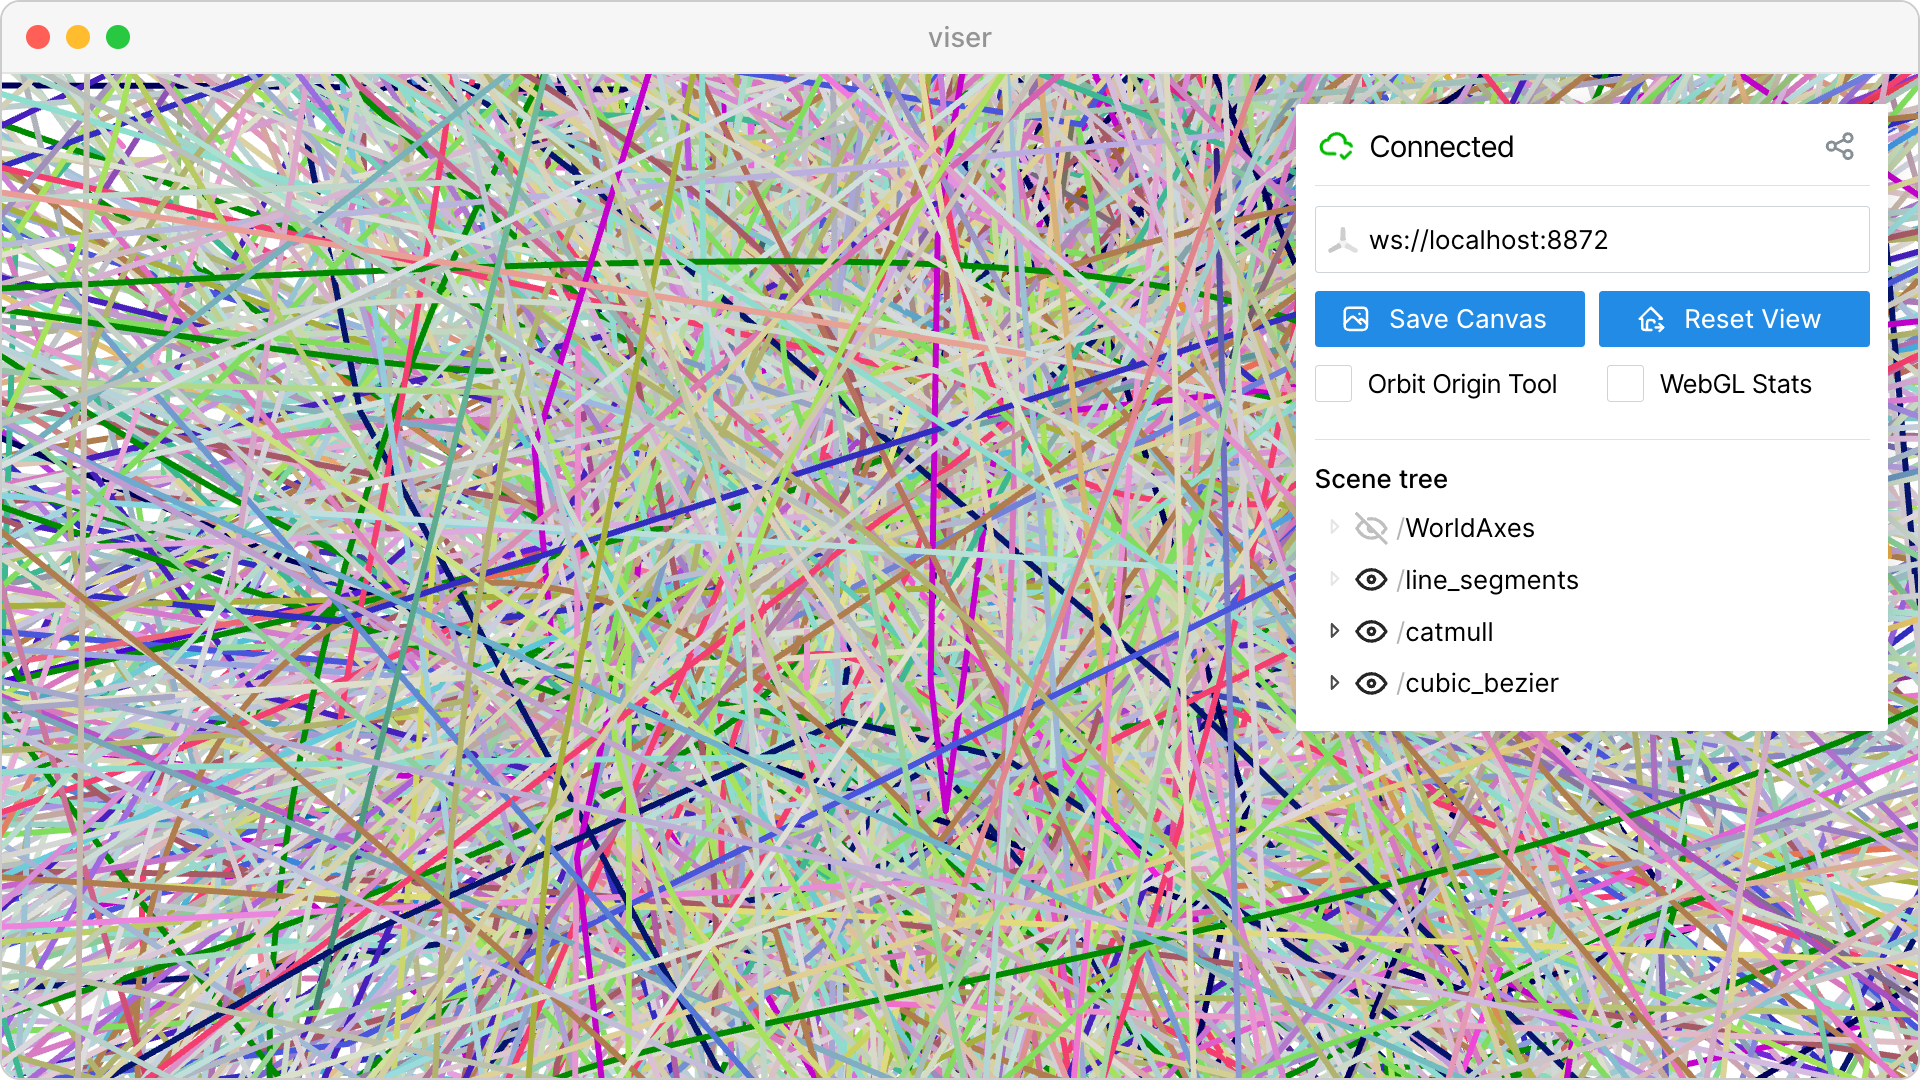 viser
Connected
ws://localhost:8872
Save Canvas
Reset View
Orbit Origin Tool
WebGL Stats
Scene tree
/WorldAxes
/line_segments
/catmull
/cubic_bezier